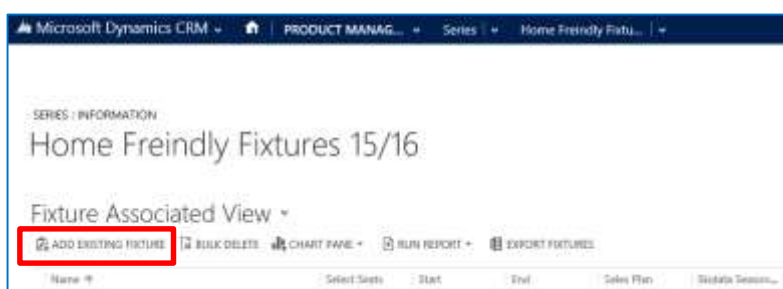 Microsoft Dynamics CRM PRODUCT MANAG... Series Home Freindly Fixtu...
SERIES : INFORMATION
Home Freindly Fixtures 15/16
Fixture Associated View
ADD EXISTING FIXTURE BULK DELETE CHART PANE RUN REPORT EXPORT FIXTURES
Name Select Seats Start End Sales Plan